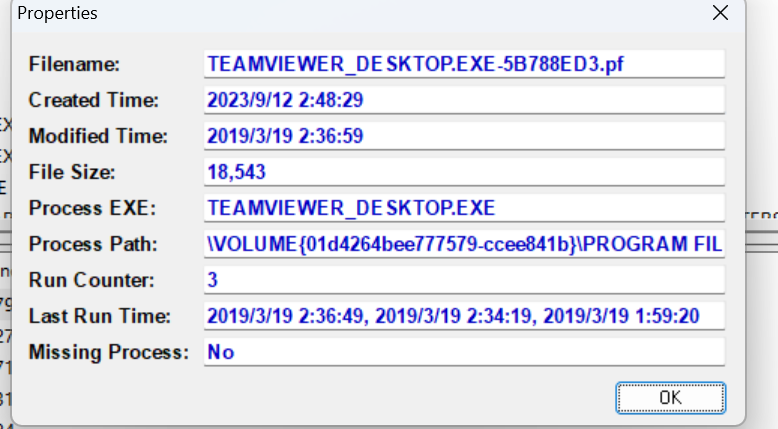 Properties
Filename: TEAMVIEWER_DESKTOP.EXE-5B788ED3.pf
Created Time: 2023/9/12 2:48:29
Modified Time: 2019/3/19 2:36:59
File Size: 18,543
Process EXE: TEAMVIEWER_DESKTOP.EXE
Process Path: \VOLUME{01d4264bee777579-ccee841b}\PROGRAM FIL
Run Counter: 3
Last Run Time: 2019/3/19 2:36:49, 2019/3/19 2:34:19, 2019/3/19 1:59:20
Missing Process: No
OK